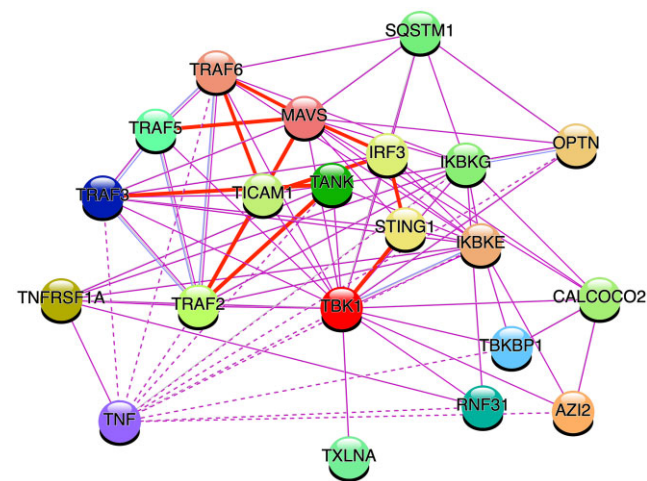 SQSTM1
TRAF6
MAVS
TRAF5
IRF3
IKBKG
OPTN
TRAF3
TICAM1
TANK
STING1
IKBKE
TNFRSF1A
TRAF2
TBK1
CALCOCO2
TBKBP1
TNF
RNF31
AZI2
TXLNA